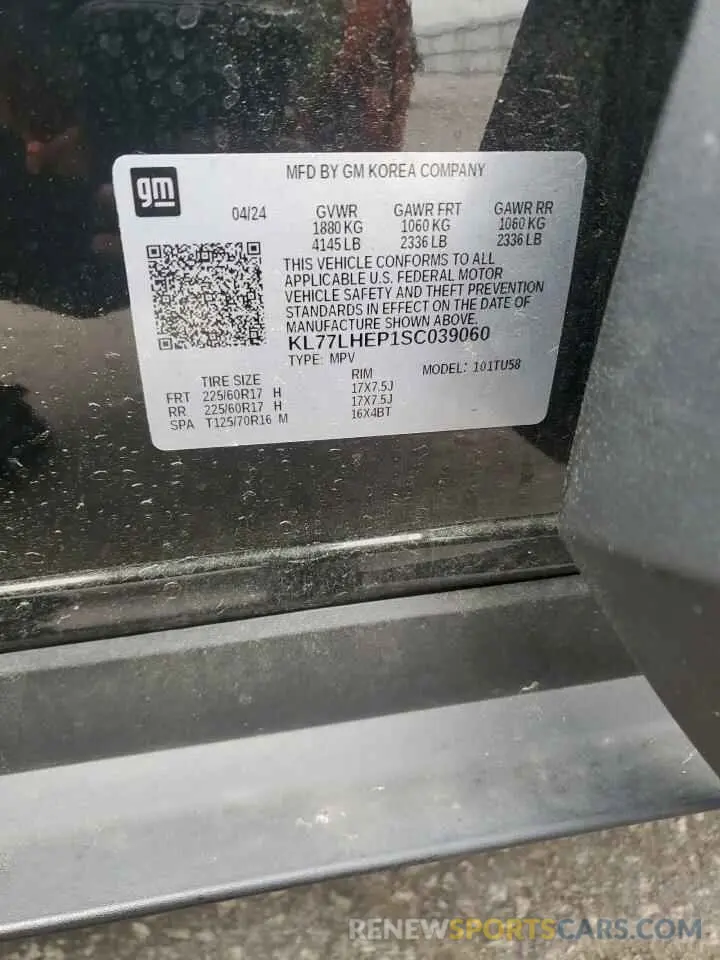 gm
MFD BY GM KOREA COMPANY
04/24
GVWR GAWR FRT GAWR RR
1880 KG 1060 KG 1060 KG
4145 LB 2336 LB 2336 LB
THIS VEHICLE CONFORMS TO ALL
APPLICABLE U.S. FEDERAL MOTOR
VEHICLE SAFETY AND THEFT PREVENTION
STANDARDS IN EFFECT ON THE DATE OF
MANUFACTURE SHOWN ABOVE.
KL77LHEP1SC039060
TYPE: MPV MODEL: 101TU58
TIRE SIZE RIM
FRT 225/60R17 H 17X7.5J
RR 225/60R17 H 17X7.5J
SPA T125/70R16 M 16X4BT
RENEWSPORTSCARS.COM